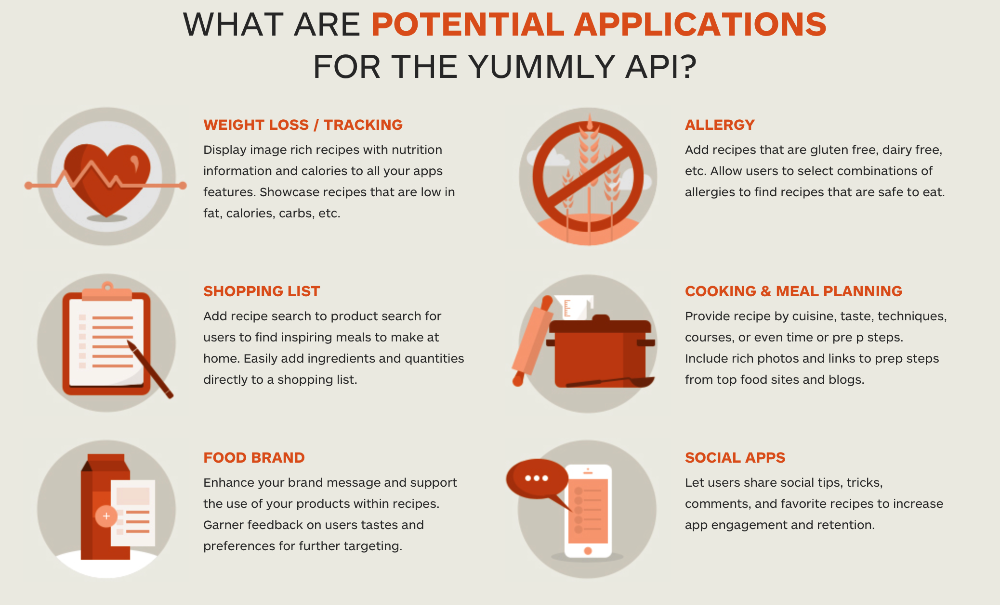 WHAT ARE POTENTIAL APPLICATIONS
FOR THE YUMMLY API?
WEIGHT LOSS / TRACKING
Display image rich recipes with nutrition
information and calories to all your apps
features. Showcase recipes that are low in
fat, calories, carbs, etc.
ALLERGY
Add recipes that are gluten free, dairy free,
etc. Allow users to select combinations of
allergies to find recipes that are safe to eat.
SHOPPING LIST
Add recipe search to product search for
users to find inspiring meals to make at
home. Easily add ingredients and quantities
directly to a shopping list.
COOKING & MEAL PLANNING
Provide recipe by cuisine, taste, techniques,
courses, or even time or pre p steps.
Include rich photos and links to prep steps
from top food sites and blogs.
FOOD BRAND
Enhance your brand message and support
the use of your products within recipes.
Garner feedback on users tastes and
preferences for further targeting.
SOCIAL APPS
Let users share social tips, tricks,
comments, and favorite recipes to increase
app engagement and retention.